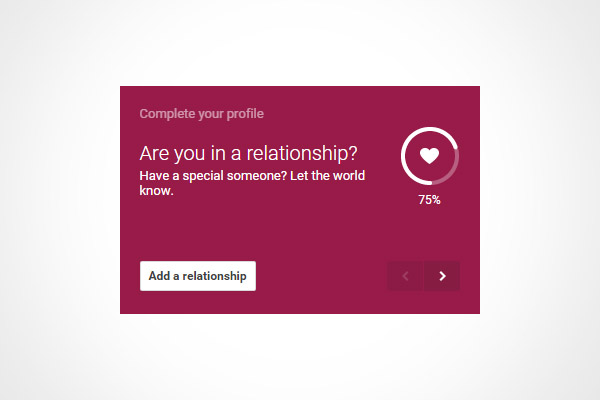 Complete your profile
Are you in a relationship?
Have a special someone? Let the world
know.
75%
Add a relationship